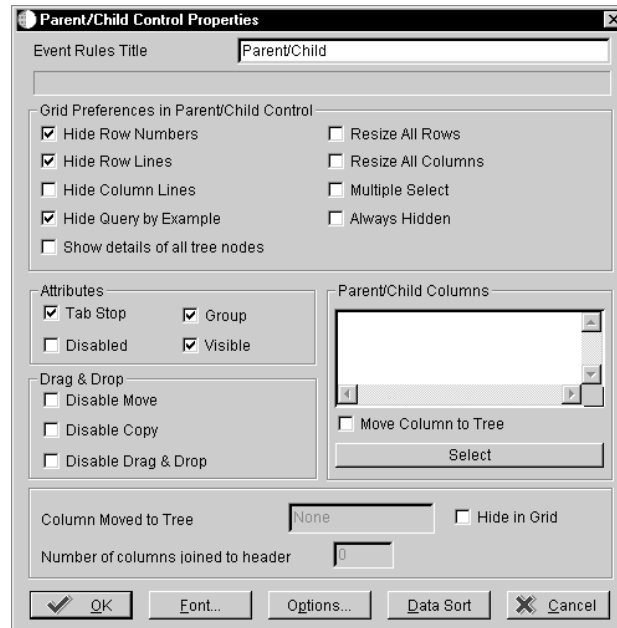 Parent/Child Control Properties
Event Rules Title Parent/Child
Grid Preferences in Parent/Child Control
Hide Row Numbers Resize All Rows
Hide Row Lines Resize All Columns
Hide Column Lines Multiple Select
Hide Query by Example Always Hidden
Show details of all tree nodes
Attributes
Tab Stop Group
Disabled Visible
Parent/Child Columns
Drag & Drop
Disable Move
Disable Copy
Disable Drag & Drop
Move Column to Tree
Select
Column Moved to Tree None Hide in Grid
Number of columns joined to header 0
OK Font... Options... Data Sort Cancel